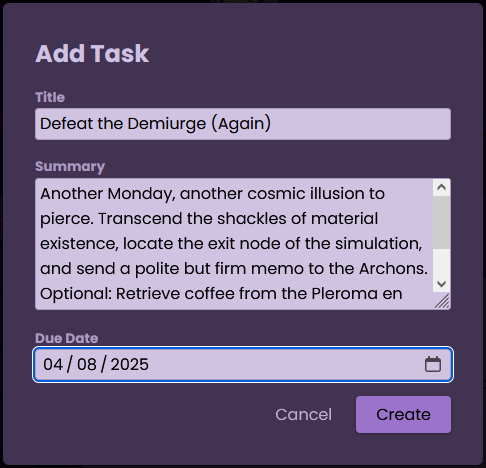 Add Task
Title
Defeat the Demiurge (Again)
Summary
Another Monday, another cosmic illusion to
pierce. Transcend the shackles of material
existence, locate the exit node of the simulation,
and send a polite but firm memo to the Archons.
Optional: Retrieve coffee from the Pleroma en
Due Date
04 / 08 / 2025
Cancel
Create